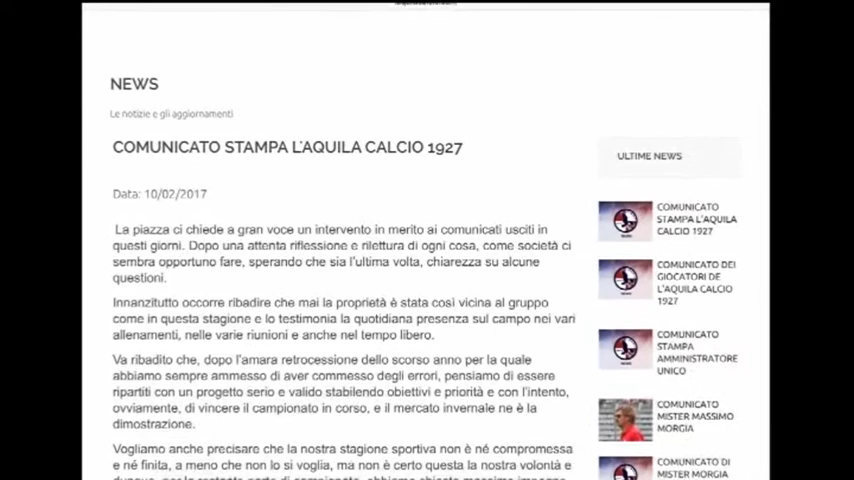 NEWS
Le notizie e gli aggiornamenti
COMUNICATO STAMPA L'AQUILA CALCIO 1927
Data: 10/02/2017
La piazza ci chiede a gran voce un intervento in merito ai comunicati usciti in
questi giorni. Dopo una attenta riflessione e rilettura di ogni cosa, come società ci
sembra opportuno fare, sperando che sia l'ultima volta, chiarezza su alcune
questioni.
Innanzitutto occorre ribadire che mai la proprietà è stata così vicina al gruppo
come in questa stagione e lo testimonia la quotidiana presenza sul campo nei vari
allenamenti, nelle varie riunioni e anche nel tempo libero.
Va ribadito che, dopo l'amara retrocessione dello scorso anno per la quale
abbiamo sempre ammesso di aver commesso degli errori, pensiamo di essere
ripartiti con un progetto serio e valido stabilendo obiettivi e priorità e con l'intento,
ovviamente, di vincere il campionato in corso, e il mercato invernale ne è la
dimostrazione.
Vogliamo anche precisare che la nostra stagione sportiva non è né compromessa
e né finita, a meno che non lo si voglia, ma non è certo questa la nostra volontà e
ULTIME NEWS
COMUNICATO
STAMPA L'AQUILA
CALCIO 1927
COMUNICATO DEI
GIOCATORI DE
L'AQUILA CALCIO
1927
COMUNICATO
STAMPA
AMMINISTRATORE
UNICO
COMUNICATO
MISTER MASSIMO
MORGIA
COMUNICATO DI
MISTER MORGIA